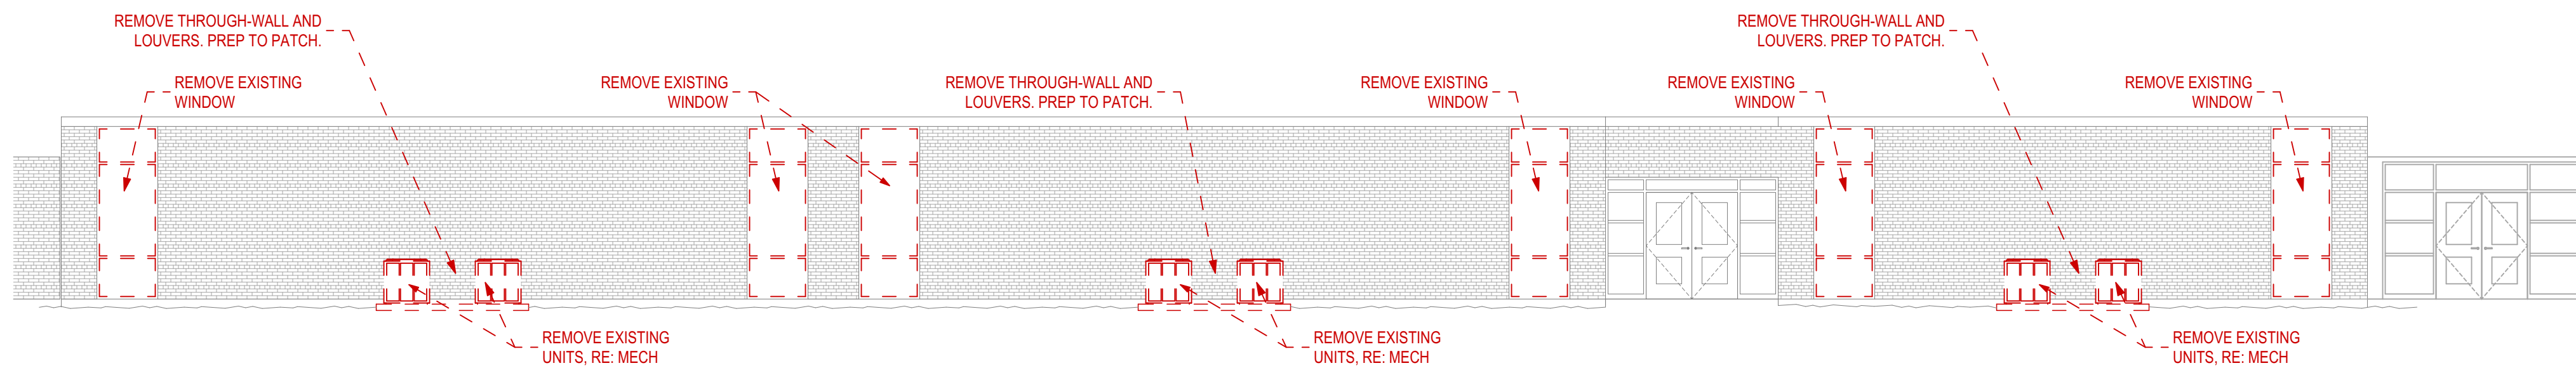 REMOVE THROUGH-WALL AND
LOUVERS. PREP TO PATCH.
REMOVE THROUGH-WALL AND
LOUVERS. PREP TO PATCH.
REMOVE EXISTING
WINDOW
REMOVE EXISTING
WINDOW
REMOVE THROUGH-WALL AND
LOUVERS. PREP TO PATCH.
REMOVE EXISTING
WINDOW
REMOVE EXISTING
WINDOW
REMOVE EXISTING
WINDOW
REMOVE EXISTING
UNITS, RE: MECH
REMOVE EXISTING
UNITS, RE: MECH
REMOVE EXISTING
UNITS, RE: MECH